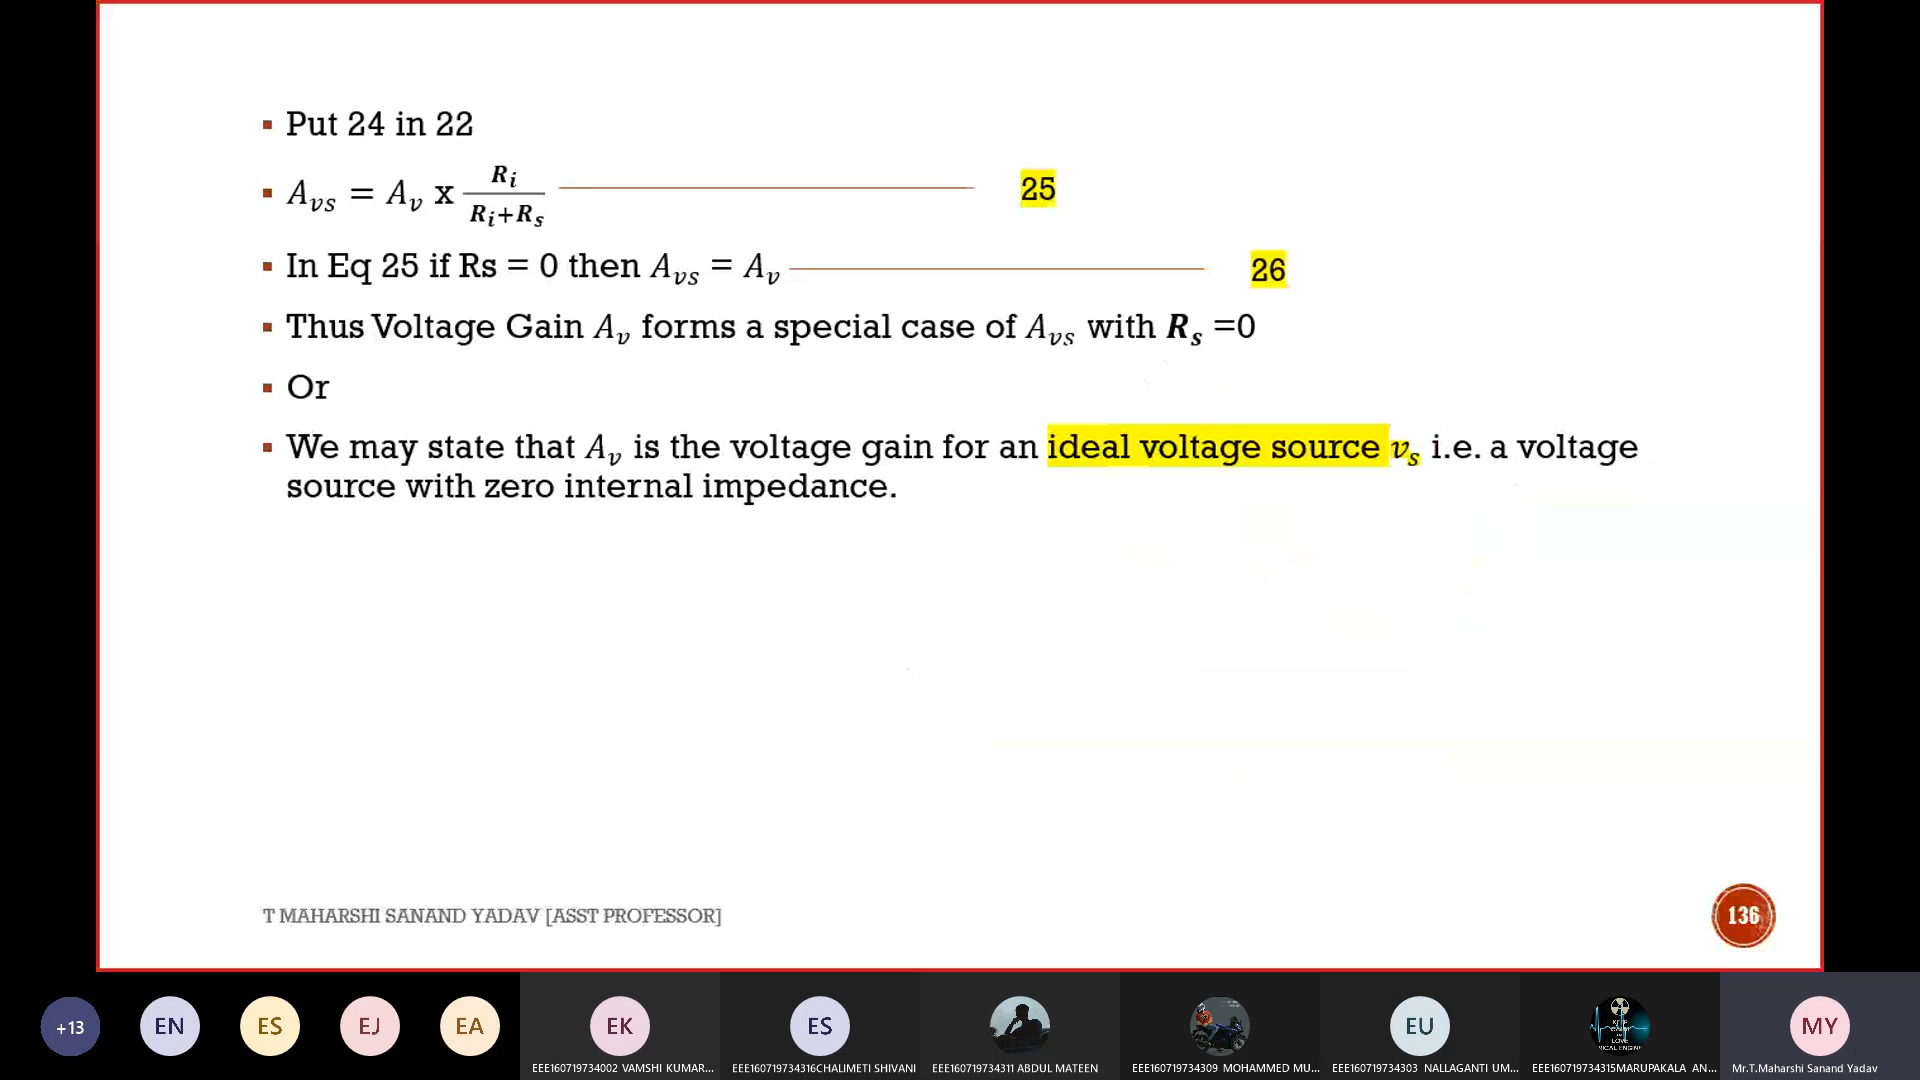 ▪ Put 24 in 22
▪ A_vs = A_v x R_i / (R_i+R_s) 25
▪ In Eq 25 if Rs = 0 then A_vs = A_v 26
▪ Thus Voltage Gain A_v forms a special case of A_vs with R_s =0
▪ Or
▪ We may state that A_v is the voltage gain for an ideal voltage source v_s i.e. a voltage
source with zero internal impedance.
T MAHARSHI SANAND YADAV [ASST PROFESSOR]
136
+13 EN ES EJ EA EK ES EU MY
EEE160719734002 VAMSHI KUMAR... EEE160719734316CHALIMETI SHIVANI EEE160719734311 ABDUL MATEEN EEE160719734309 MOHAMMED MU... EEE160719734303 NALLAGANTI UM... EEE160719734315MARUPAKALA AN... Mr.T.Maharshi Sanand Yadav